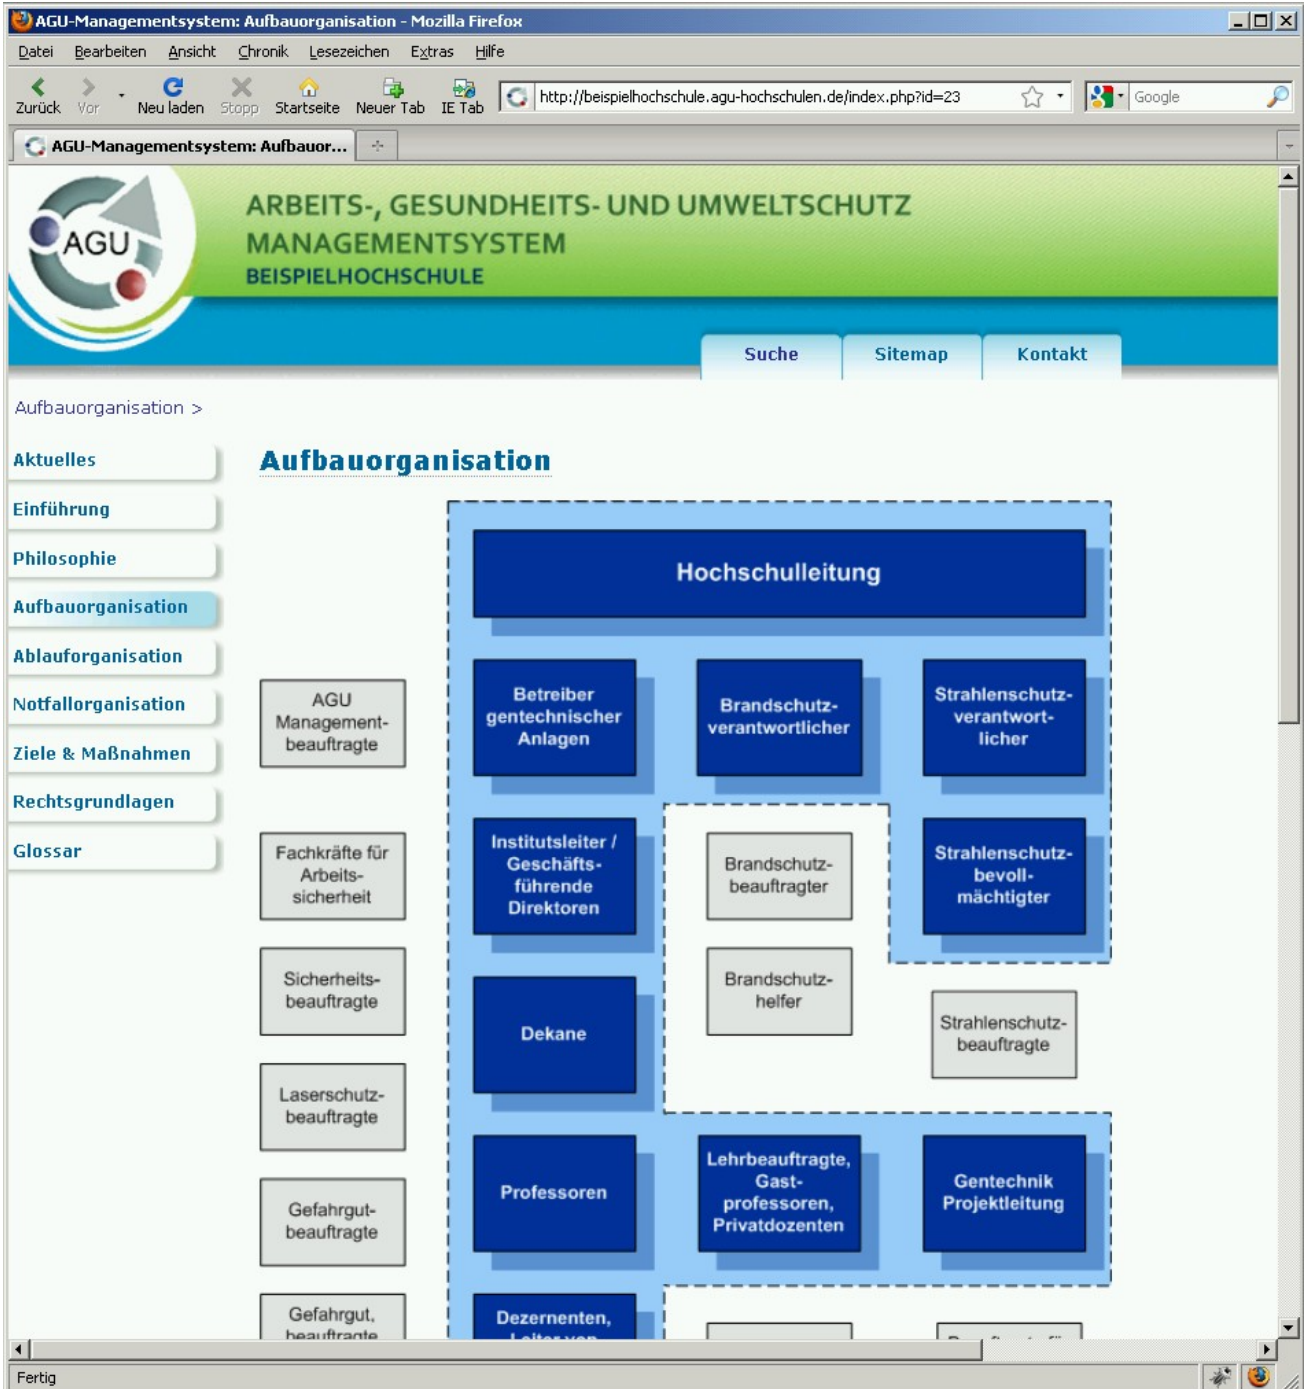 AGU-Managementsystem: Aufbauorganisation - Mozilla Firefox
Datei Bearbeiten Ansicht Chronik Lesezeichen Extras Hilfe
Zurück Vor Neu laden Stopp Startseite Neuer Tab IE Tab http://beispielhochschule.agu-hochschulen.de/index.php?id=23 Google
AGU-Managementsystem: Aufbauor...
AGU
ARBEITS-, GESUNDHEITS- UND UMWELTSCHUTZ
MANAGEMENTSYSTEM
BEISPIELHOCHSCHULE
Suche Sitemap Kontakt
Aufbauorganisation >
Aktuelles
Einführung
Philosophie
Aufbauorganisation
Ablauforganisation
Notfallorganisation
Ziele & Maßnahmen
Rechtsgrundlagen
Glossar
Aufbauorganisation
Hochschulleitung
AGU
Management-
beauftragte
Betreiber
gentechnischer
Anlagen
Brandschutz-
verantwortlicher
Strahlenschutz-
verantwort-
licher
Fachkräfte für
Arbeits-
sicherheit
Institutsleiter /
Geschäfts-
führende
Direktoren
Brandschutz-
beauftragter
Strahlenschutz-
bevoll-
mächtigter
Sicherheits-
beauftragte
Dekane
Brandschutz-
helfer
Strahlenschutz-
beauftragte
Laserschutz-
beauftragte
Gefahrgut-
beauftragte
Professoren
Lehrbeauftragte,
Gast-
professoren,
Privatdozenten
Gentechnik
Projektleitung
Gefahrgut,
beauftragte
Dezernenten,
Leiter von
Fertig